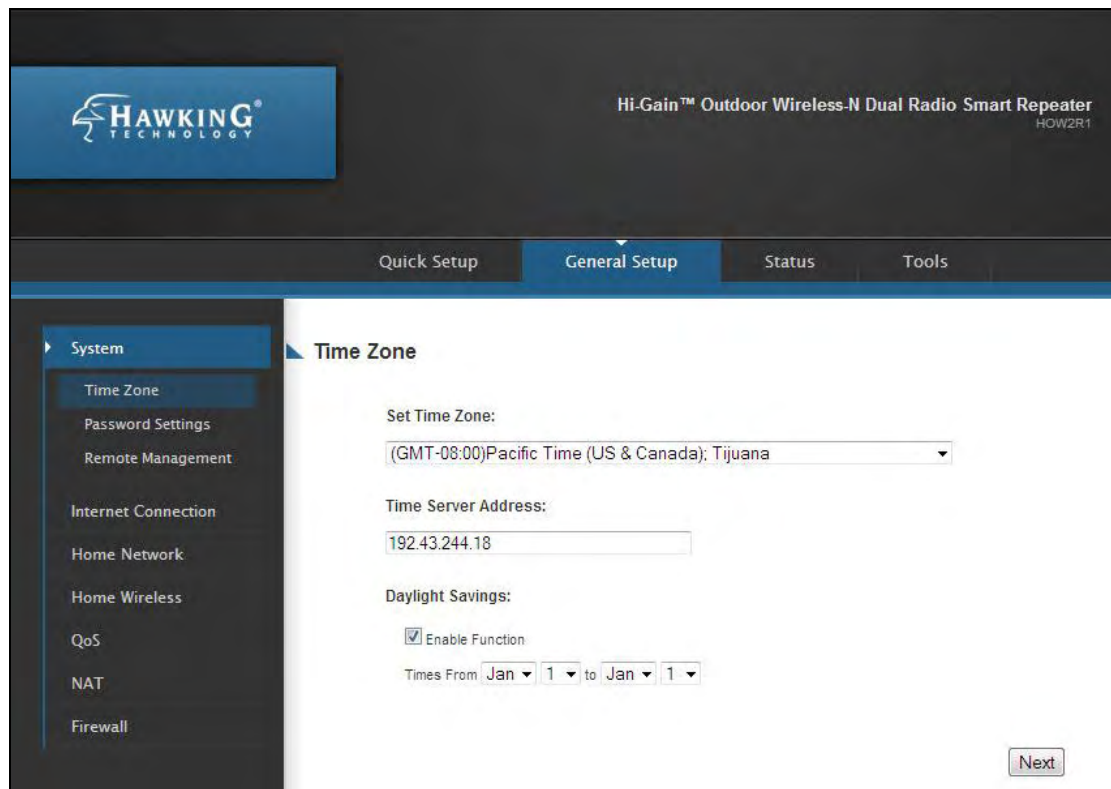 HAWKING®
TECHNOLOGY
Hi-Gain™ Outdoor Wireless-N Dual Radio Smart Repeater
HOW2R1
Quick Setup
General Setup
Status
Tools
System
Time Zone
Password Settings
Remote Management
Internet Connection
Home Network
Home Wireless
QoS
NAT
Firewall
Time Zone
Set Time Zone:
(GMT-08:00)Pacific Time (US & Canada); Tijuana
Time Server Address:
192.43.244.18
Daylight Savings:
Enable Function
Times From Jan 1 to Jan 1
Next